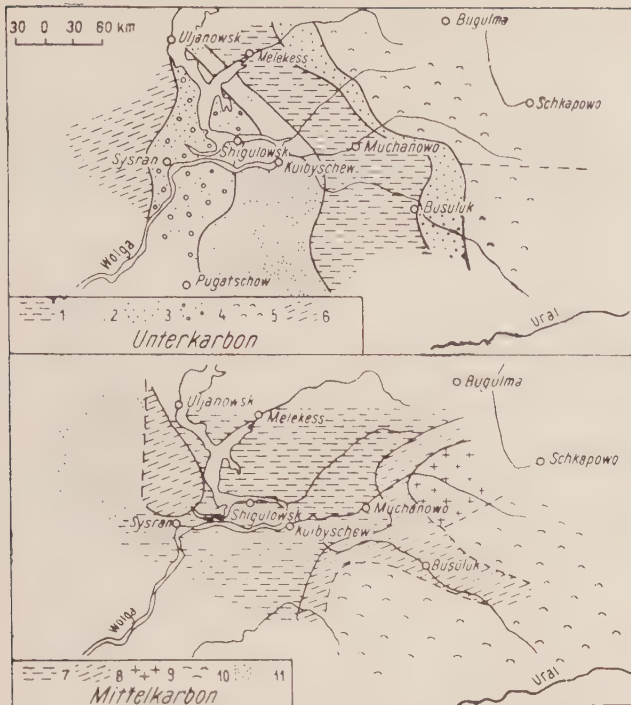 30 0 30 60 km
Uljanowsk
Melekess
Bugulma
Schkapowo
Shigulowsk
Muchanowo
Sysran
Kuibyschew
Busuluk
Wolga
Pugatschow
Ural
1 2 3 4 5 6
Unterkarbon
Bugulma
Uljanowsk
Melekess
Schkapowo
Shigulowsk
Muchanowo
Sysran
Kuibyschew
Busuluk
Wolga
Ural
7 8 9 10 11
Mittelkarbon